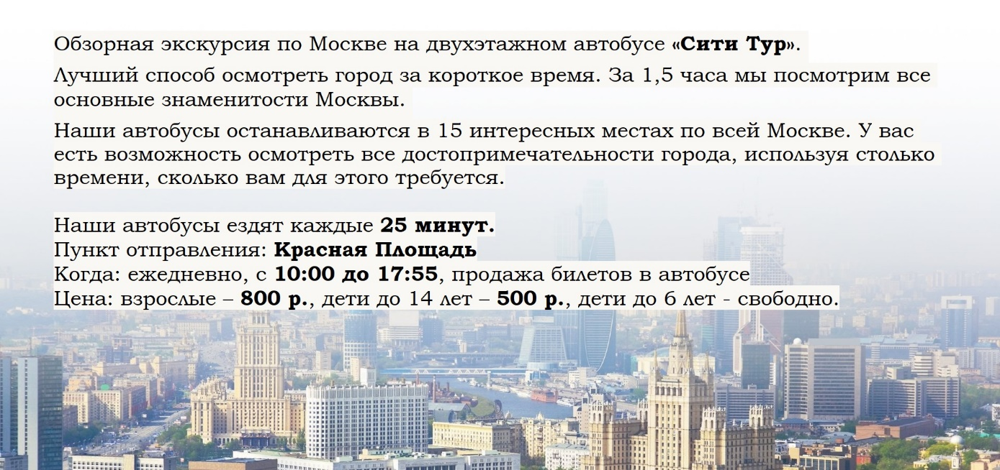 Обзорная экскурсия по Москве на двухэтажном автобусе «Сити Тур».
Лучший способ осмотреть город за короткое время. За 1,5 часа мы посмотрим все
основные знаменитости Москвы.
Наши автобусы останавливаются в 15 интересных местах по всей Москве. У вас
есть возможность осмотреть все достопримечательности города, используя столько
времени, сколько вам для этого требуется.
Наши автобусы ездят каждые 25 минут.
Пункт отправления: Красная Площадь
Когда: ежедневно, с 10:00 до 17:55, продажа билетов в автобусе
Цена: взрослые – 800 р., дети до 14 лет – 500 р., дети до 6 лет - свободно.